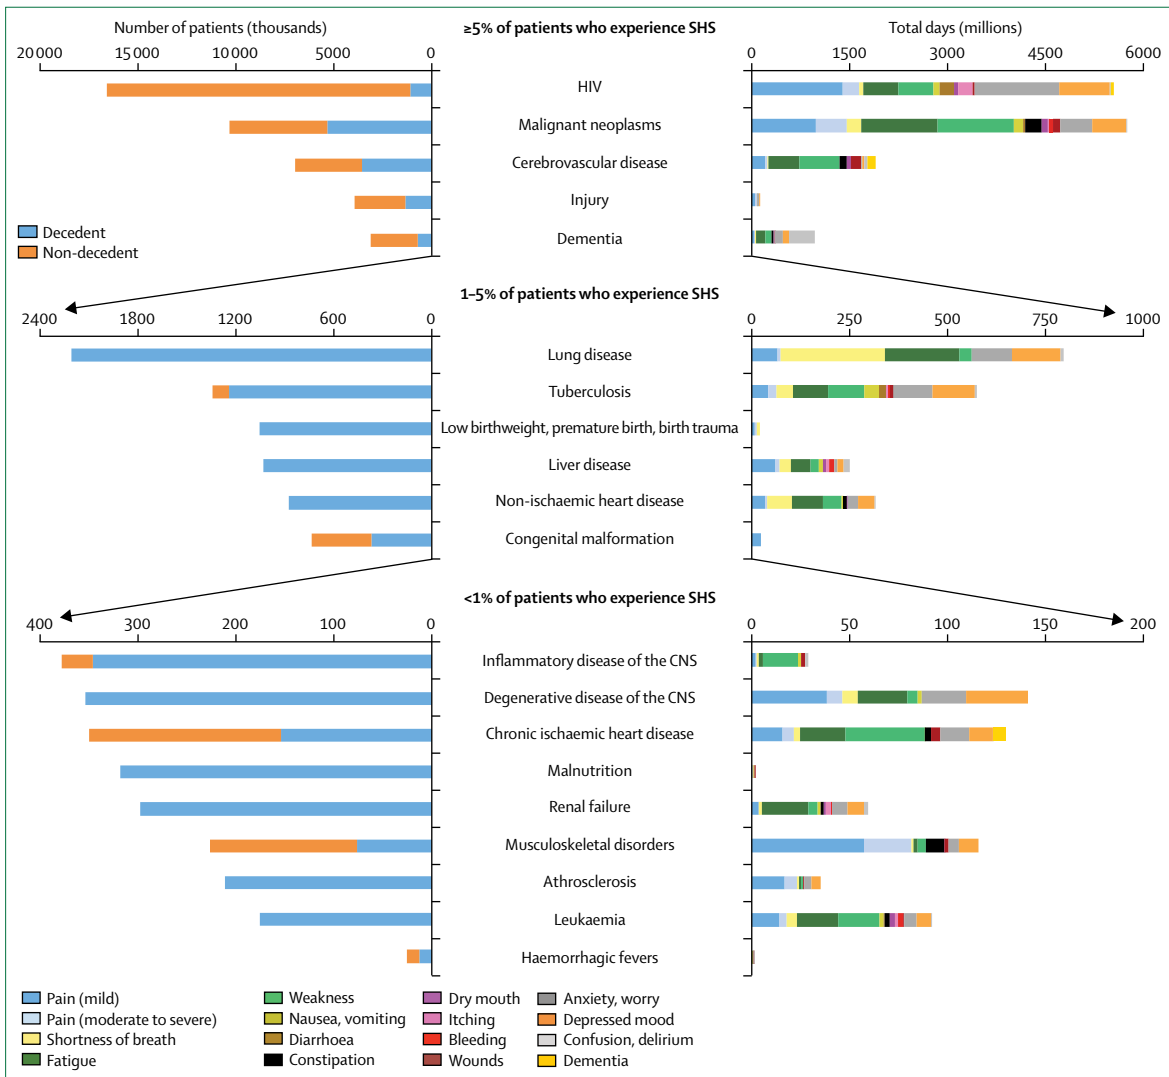 Number of patients (thousands)
≥5% of patients who experience SHS
Total days (millions)
20 000 15 000 10 000 5000 0
0 1500 3000 4500 6000
HIV
Malignant neoplasms
Cerebrovascular disease
Injury
Dementia
Decedent
Non-decedent
1–5% of patients who experience SHS
2400 1800 1200 600 0
0 250 500 750 1000
Lung disease
Tuberculosis
Low birthweight, premature birth, birth trauma
Liver disease
Non-ischaemic heart disease
Congenital malformation
<1% of patients who experience SHS
400 300 200 100 0
0 50 100 150 200
Inflammatory disease of the CNS
Degenerative disease of the CNS
Chronic ischaemic heart disease
Malnutrition
Renal failure
Musculoskeletal disorders
Athrosclerosis
Leukaemia
Haemorrhagic fevers
Pain (mild)
Pain (moderate to severe)
Shortness of breath
Fatigue
Weakness
Nausea, vomiting
Diarrhoea
Constipation
Dry mouth
Itching
Bleeding
Wounds
Anxiety, worry
Depressed mood
Confusion, delirium
Dementia